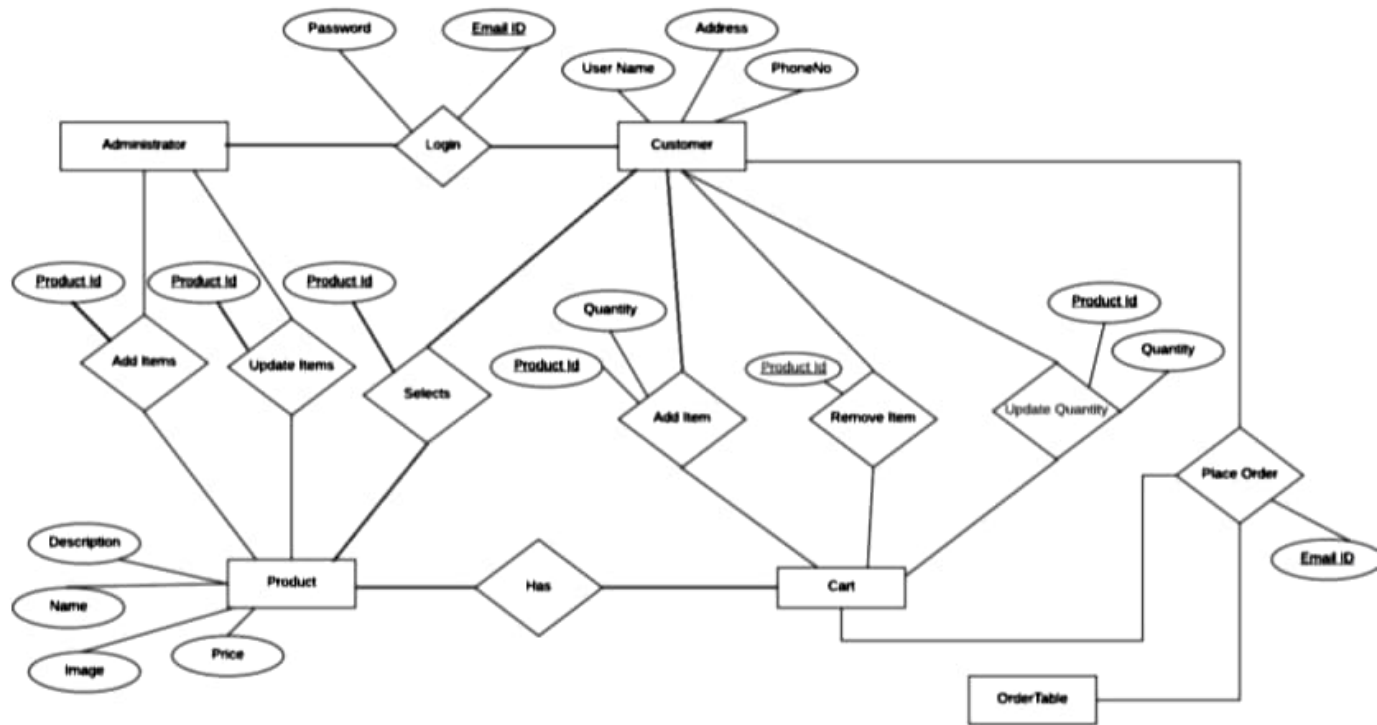 Password
Email ID
Address
User Name
PhoneNo
Administrator
Login
Customer
Product Id
Product Id
Product Id
Quantity
Product Id
Product Id
Product Id
Quantity
Add Items
Update Items
Selects
Add Item
Remove Item
Update Quantity
Place Order
Description
Product
Has
Cart
Email ID
Name
Image
Price
OrderTable